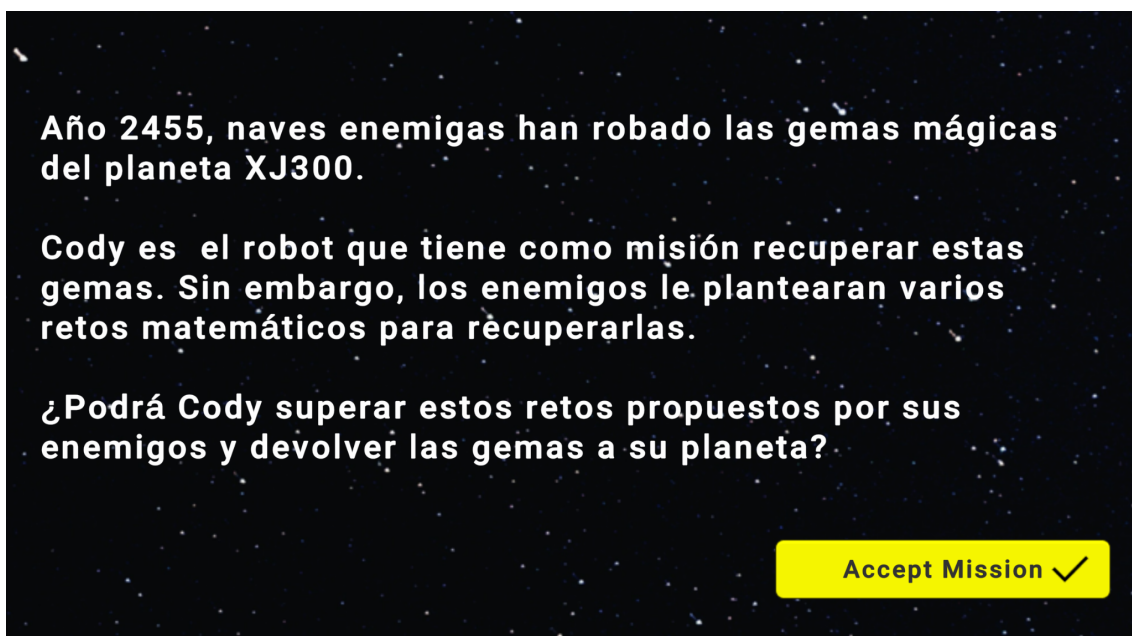 Año 2455, naves enemigas han robado las gemas mágicas
del planeta XJ300.
Cody es  el robot que tiene como misión recuperar estas
gemas. Sin embargo, los enemigos le plantearan varios
retos matemáticos para recuperarlas.
¿Podrá Cody superar estos retos propuestos por sus
enemigos y devolver las gemas a su planeta?
Accept Mission